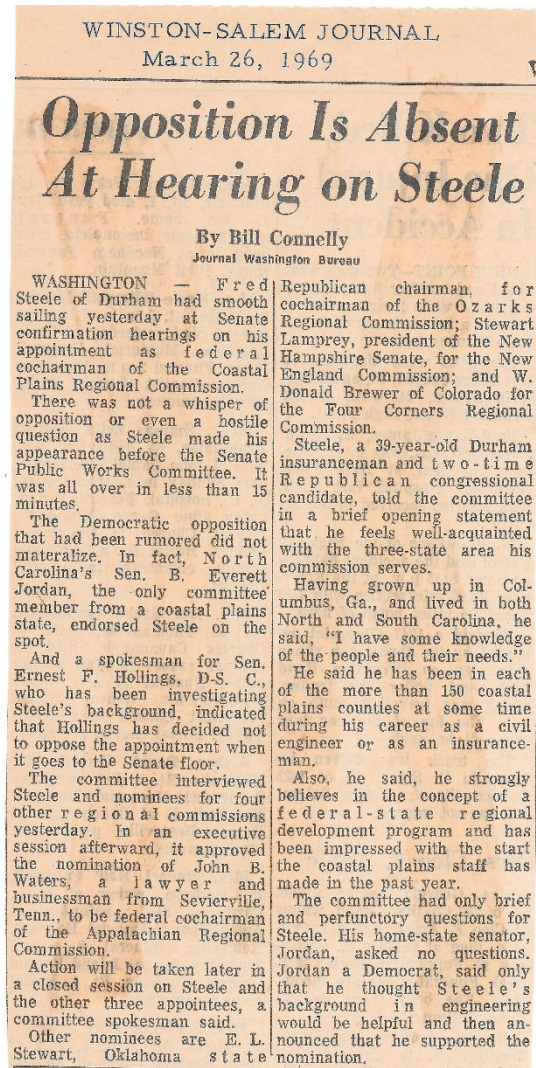 WINSTON-SALEM JOURNAL
March 26, 1969
Opposition Is Absent
At Hearing on Steele
By Bill Connelly
Journal Washington Bureau
WASHINGTON — Fred
Steele of Durham had smooth
sailing yesterday at Senate
confirmation hearings on his
appointment as federal
cochairman of the Coastal
Plains Regional Commission.
There was not a whisper of
opposition or even a hostile
question as Steele made his
appearance before the Senate
Public Works Committee. It
was all over in less than 15
minutes.
The Democratic opposition
that had been rumored did not
materalize. In fact, North
Carolina's Sen. B. Everett
Jordan, the only committee
member from a coastal plains
state, endorsed Steele on the
spot.
And a spokesman for Sen.
Ernest F. Hollings, D-S. C.,
who has been investigating
Steele's background, indicated
that Hollings has decided not
to oppose the appointment when
it goes to the Senate floor.
The committee interviewed
Steele and nominees for four
other regional commissions
yesterday. In an executive
session afterward, it approved
the nomination of John B.
Waters, a lawyer and
businessman from Sevierville,
Tenn., to be federal cochairman
of the Appalachian Regional
Commission.
Action will be taken later in
a closed session on Steele and
the other three appointees, a
committee spokesman said.
Other nominees are E. L.
Stewart, Oklahoma state
Republican chairman, for
cochairman of the Ozarks
Regional Commission; Stewart
Lamprey, president of the New
Hampshire Senate, for the New
England Commission; and W.
Donald Brewer of Colorado for
the Four Corners Regional
Commission.
Steele, a 39-year-old Durham
insuranceman and two-time
Republican congressional
candidate, told the committee
in a brief opening statement
that he feels well-acquainted
with the three-state area his
commission serves.
Having grown up in Col-
umbus, Ga., and lived in both
North and South Carolina, he
said, "I have some knowledge
of the people and their needs."
He said he has been in each
of the more than 150 coastal
plains counties at some time
during his career as a civil
engineer or as an insurance-
man.
Also, he said, he strongly
believes in the concept of a
federal-state regional
development program and has
been impressed with the start
the coastal plains staff has
made in the past year.
The committee had only brief
and perfunctory questions for
Steele. His home-state senator,
Jordan, asked no questions.
Jordan a Democrat, said only
that he thought Steele's
background in engineering
would be helpful and then an-
nounced that he supported the
nomination.